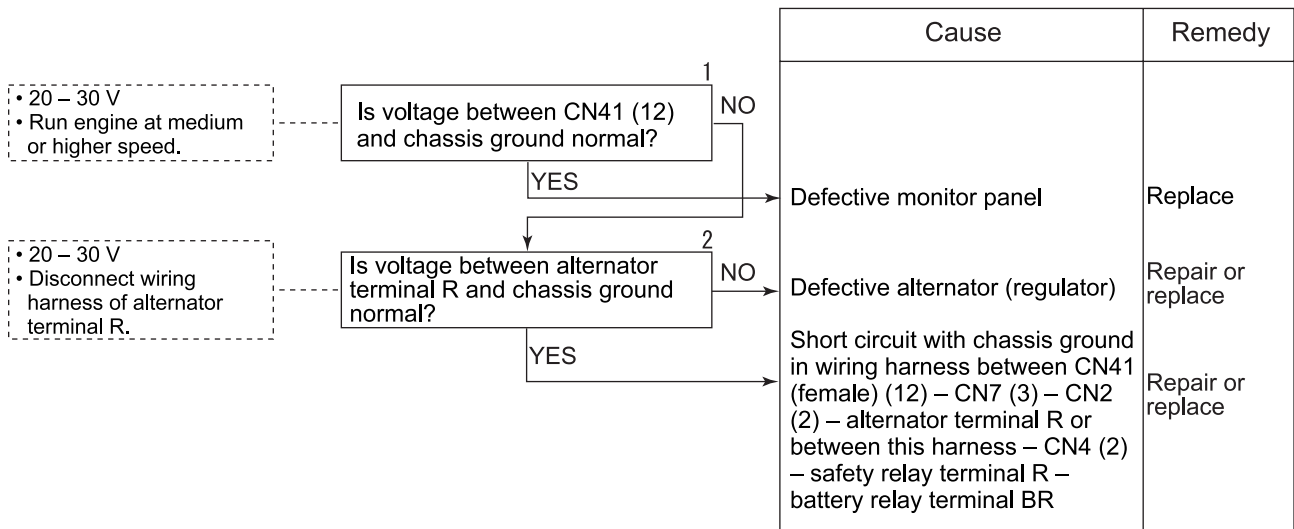 Cause
Remedy
1
• 20 – 30 V
• Run engine at medium
or higher speed.
Is voltage between CN41 (12)
and chassis ground normal?
NO
YES
Defective monitor panel
Replace
2
• 20 – 30 V
• Disconnect wiring
harness of alternator
terminal R.
Is voltage between alternator
terminal R and chassis ground
normal?
NO
Defective alternator (regulator)
Repair or
replace
YES
Short circuit with chassis ground
in wiring harness between CN41
(female) (12) – CN7 (3) – CN2
(2) – alternator terminal R or
between this harness – CN4 (2)
– safety relay terminal R –
battery relay terminal BR
Repair or
replace